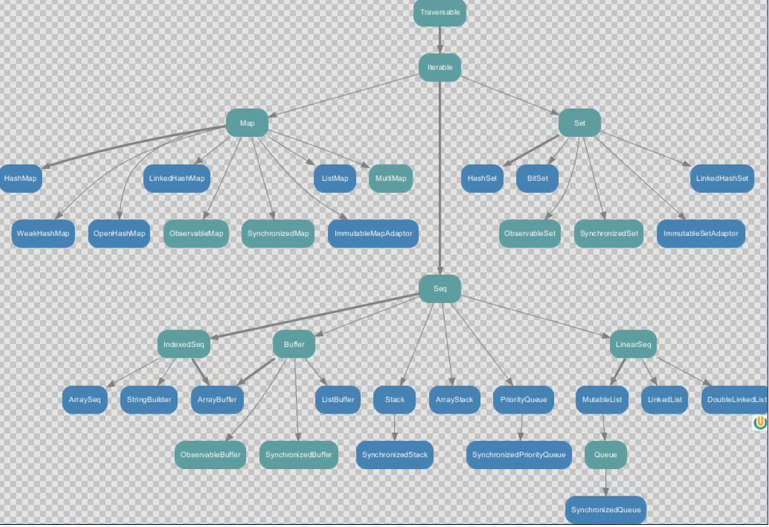 Traversable
Iterable
Map
Set
HashMap
LinkedHashMap
ListMap
MultiMap
HashSet
BitSet
LinkedHashSet
WeakHashMap
OpenHashMap
ObservableMap
SynchronizedMap
ImmutableMapAdaptor
ObservableSet
SynchronizedSet
ImmutableSetAdaptor
Seq
IndexedSeq
Buffer
LinearSeq
ArraySeq
StringBuilder
ArrayBuffer
ListBuffer
Stack
ArrayStack
PriorityQueue
MutableList
LinkedList
DoubleLinkedList
ObservableBuffer
SynchronizedBuffer
SynchronizedStack
SynchronizedPriorityQueue
Queue
SynchronizedQueue